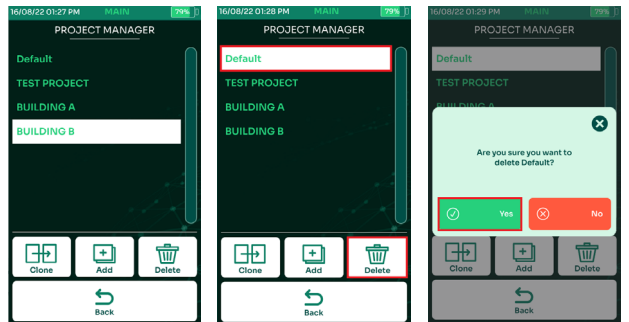 16/08/22 01:27 PM MAIN 79%
PROJECT MANAGER
Default
TEST PROJECT
BUILDING A
BUILDING B
Clone Add Delete
Back
16/08/22 01:28 PM MAIN 79%
PROJECT MANAGER
Default
TEST PROJECT
BUILDING A
BUILDING B
Clone Add Delete
Back
16/08/22 01:29 PM MAIN 79%
PROJECT MANAGER
Default
TEST PROJECT
BUILDING A
Are you sure you want to
delete Default?
Yes No
Clone Add Delete
Back